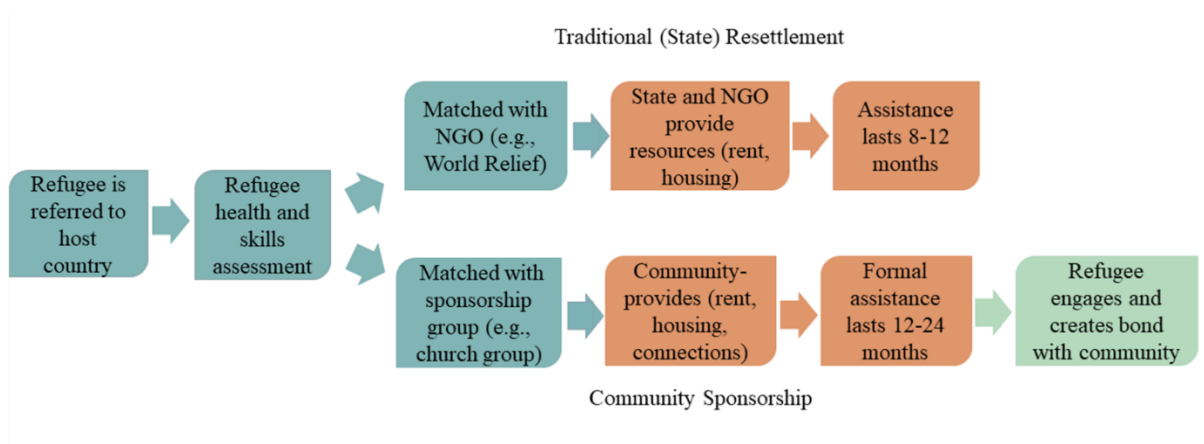 Traditional (State) Resettlement
Refugee is
referred to
host
country
Refugee
health and
skills
assessment
Matched with
NGO (e.g.,
World Relief)
State and NGO
provide
resources (rent,
housing)
Assistance
lasts 8-12
months
Matched with
sponsorship
group (e.g.,
church group)
Community-
provides (rent,
housing,
connections)
Formal
assistance
lasts 12-24
months
Refugee
engages and
creates bond
with community
Community Sponsorship